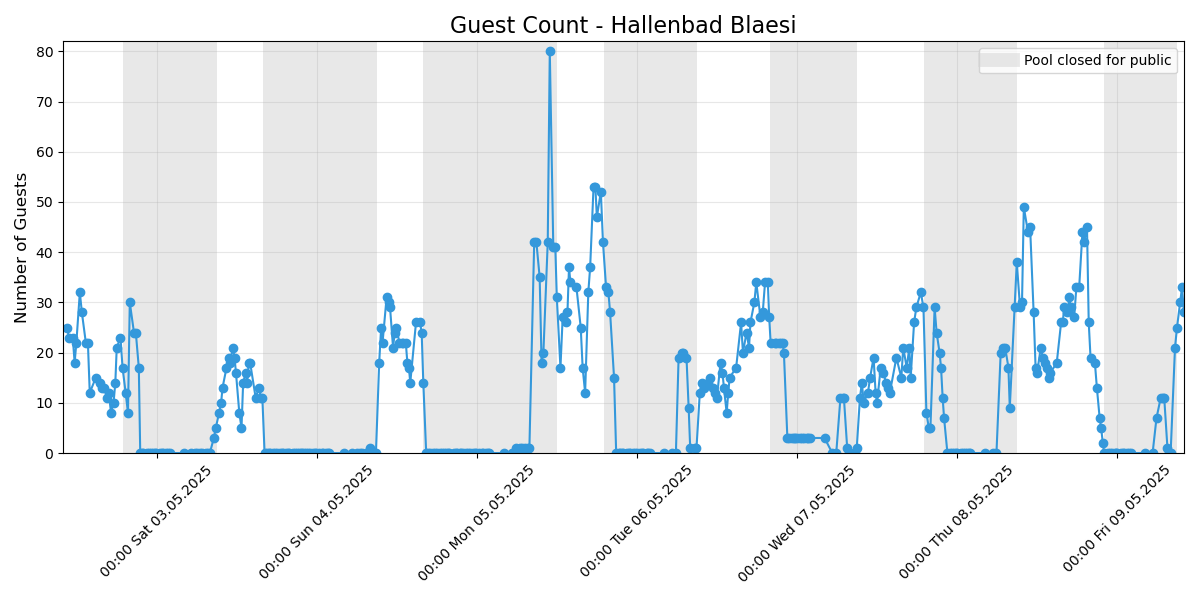 Guest Count - Hallenbad Blaesi
Pool closed for public
Number of Guests
80
70
60
50
40
30
20
10
0
00:00 Sat 03.05.2025
00:00 Sun 04.05.2025
00:00 Mon 05.05.2025
00:00 Tue 06.05.2025
00:00 Wed 07.05.2025
00:00 Thu 08.05.2025
00:00 Fri 09.05.2025